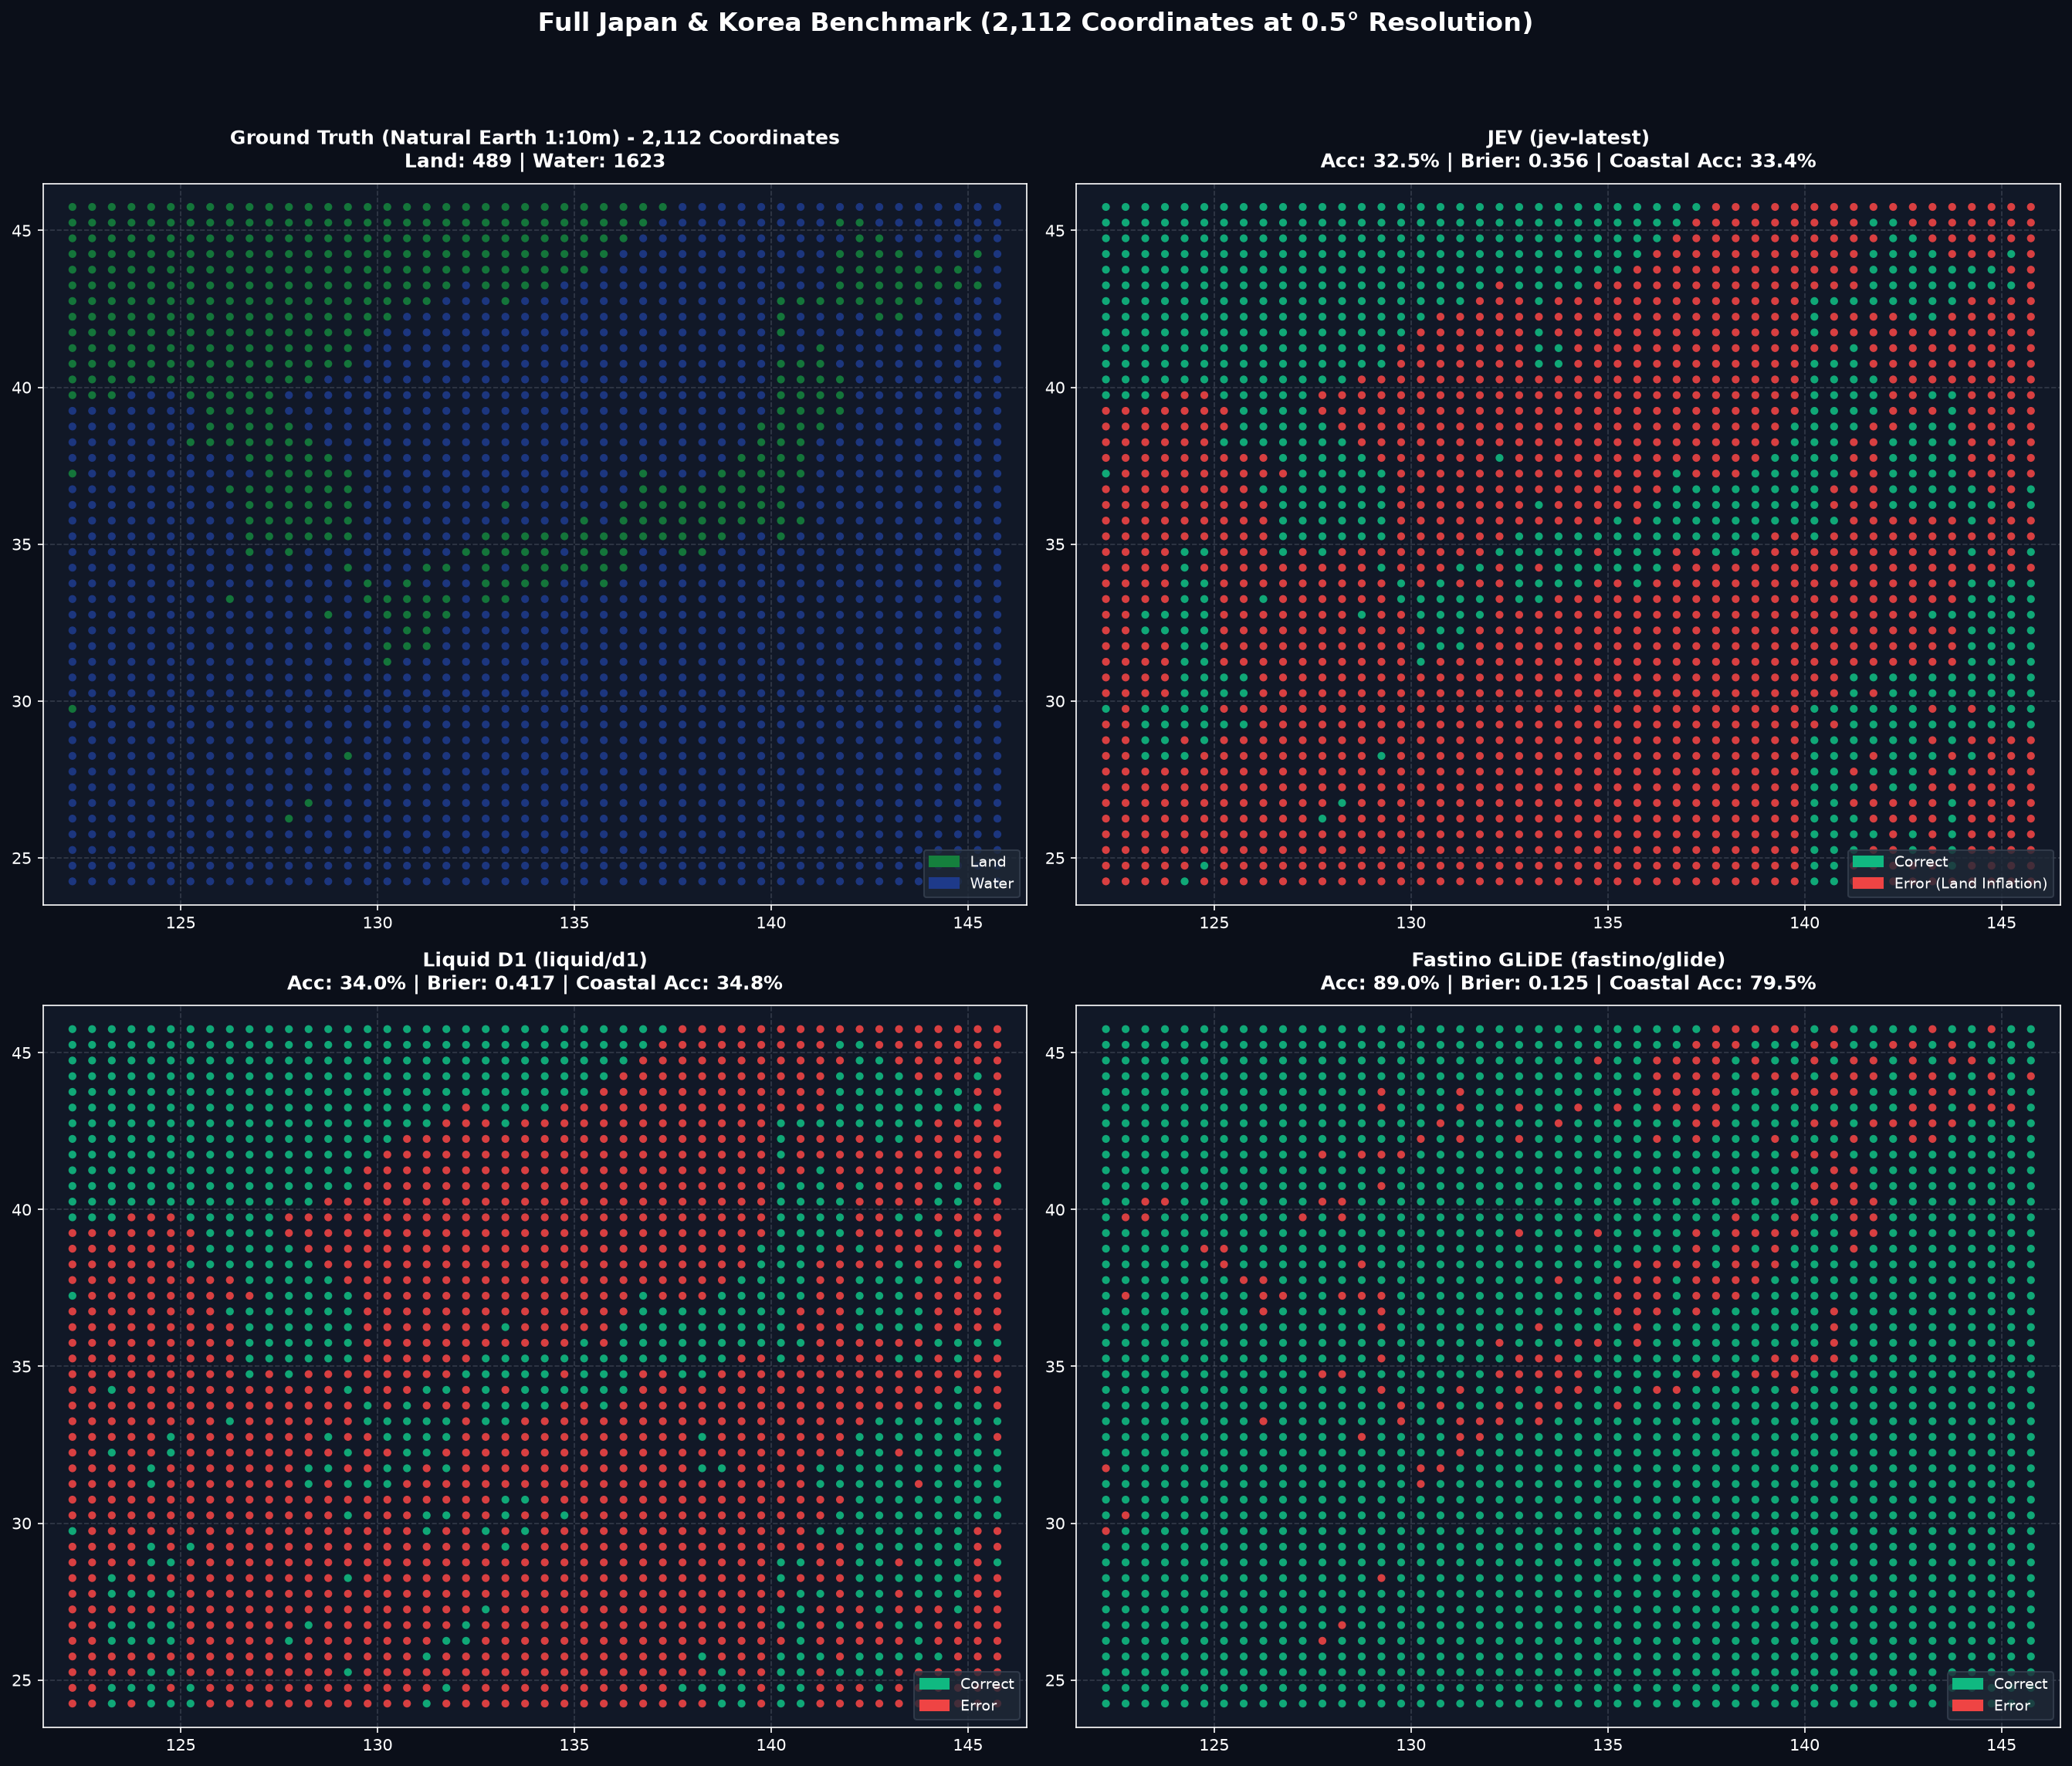 Full Japan & Korea Benchmark (2,112 Coordinates at 0.5° Resolution)
Ground Truth (Natural Earth 1:10m) - 2,112 Coordinates
Land: 489 | Water: 1623
45
40
35
30
25
125 130 135 140 145
Land
Water
JEV (jev-latest)
Acc: 32.5% | Brier: 0.356 | Coastal Acc: 33.4%
45
40
35
30
25
125 130 135 140 145
Correct
Error (Land Inflation)
Liquid D1 (liquid/d1)
Acc: 34.0% | Brier: 0.417 | Coastal Acc: 34.8%
45
40
35
30
25
125 130 135 140 145
Correct
Error
Fastino GLiDE (fastino/glide)
Acc: 89.0% | Brier: 0.125 | Coastal Acc: 79.5%
45
40
35
30
25
125 130 135 140 145
Correct
Error